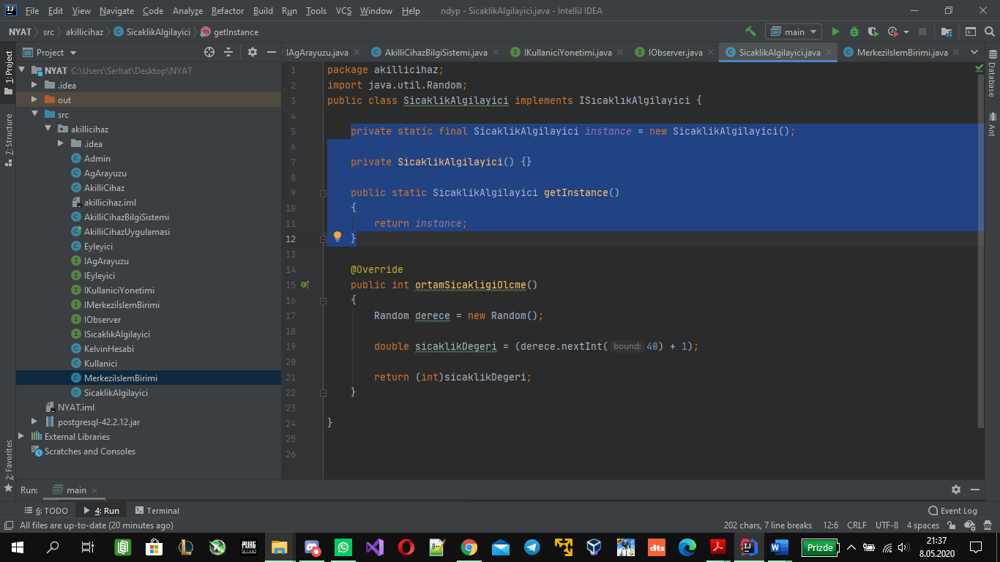 File Edit View Navigate Code Analyze Refactor Build Run Tools VCS Window Help ndyp - SicaklikAlgilayici.java - IntelliJ IDEA
NYAT src akillicihaz SicaklikAlgilayici getInstance main
Project IAgArayuzu.java AkilliCihazBilgiSistemi.java IKullaniciYonetimi.java IObserver.java SicaklikAlgilayici.java MerkeziIslemBirimi.java
1: Project
7: Structure
2: Favorites
NYAT C:\Users\Serhat\Desktop\NYAT
.idea
out
src
akillicihaz
.idea
Admin
AgArayuzu
AkilliCihaz
akillicihaz.iml
AkilliCihazBilgiSistemi
AkilliCihazUygulamasi
Eyleyici
IAgArayuzu
IEyleyici
IKullaniciYonetimi
IMerkeziİslemBirimi
IObserver
ISıcaklıkAlgilayici
KelvinHesabi
Kullanici
MerkeziIslemBirimi
SicaklikAlgilayici
NYAT.iml
postgresql-42.2.12.jar
External Libraries
Scratches and Consoles
1 package akillicihaz;
2 import java.util.Random;
3 public class SicaklikAlgilayici implements ISıcaklıkAlgilayici {
4
5 private static final SicaklikAlgilayici instance = new SicaklikAlgilayici();
6
7 private SicaklikAlgilayici() {}
8
9 public static SicaklikAlgilayici getInstance()
10 {
11 return instance;
12 }
13
14 @Override
15 public int ortamSicakligiOlcme()
16 {
17 Random derece = new Random();
18
19 double sicaklikDegeri = (derece.nextInt( bound: 40) + 1);
20
21 return (int)sicaklikDegeri;
22 }
23
24 }
25
26
Database
Ant
Run: main
6: TODO 4: Run Terminal Event Log
All files are up-to-date (20 minutes ago) 202 chars, 7 line breaks 12:6 CRLF UTF-8 4 spaces
PUBG
dts
Prizde
21:37
8.05.2020